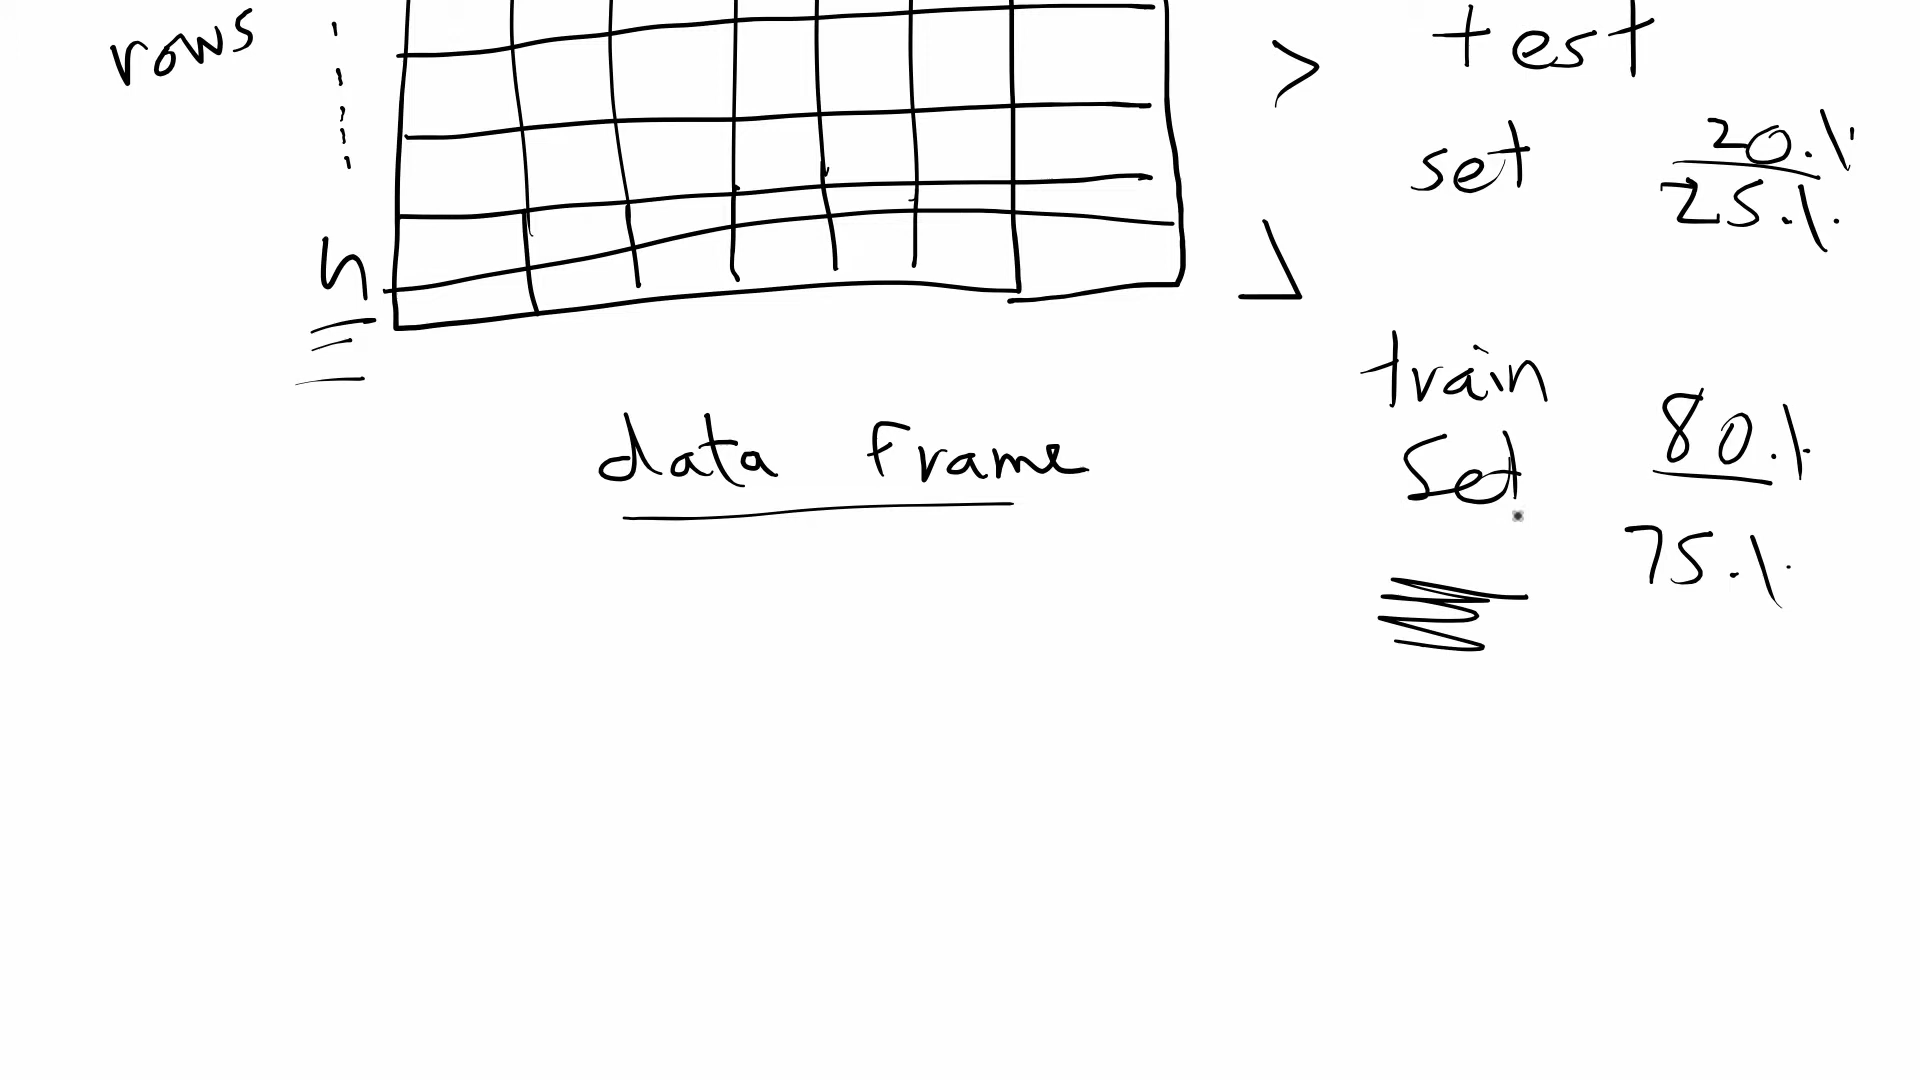 rows
n
data frame
test
set
20%
25%
train
set
80%
75%